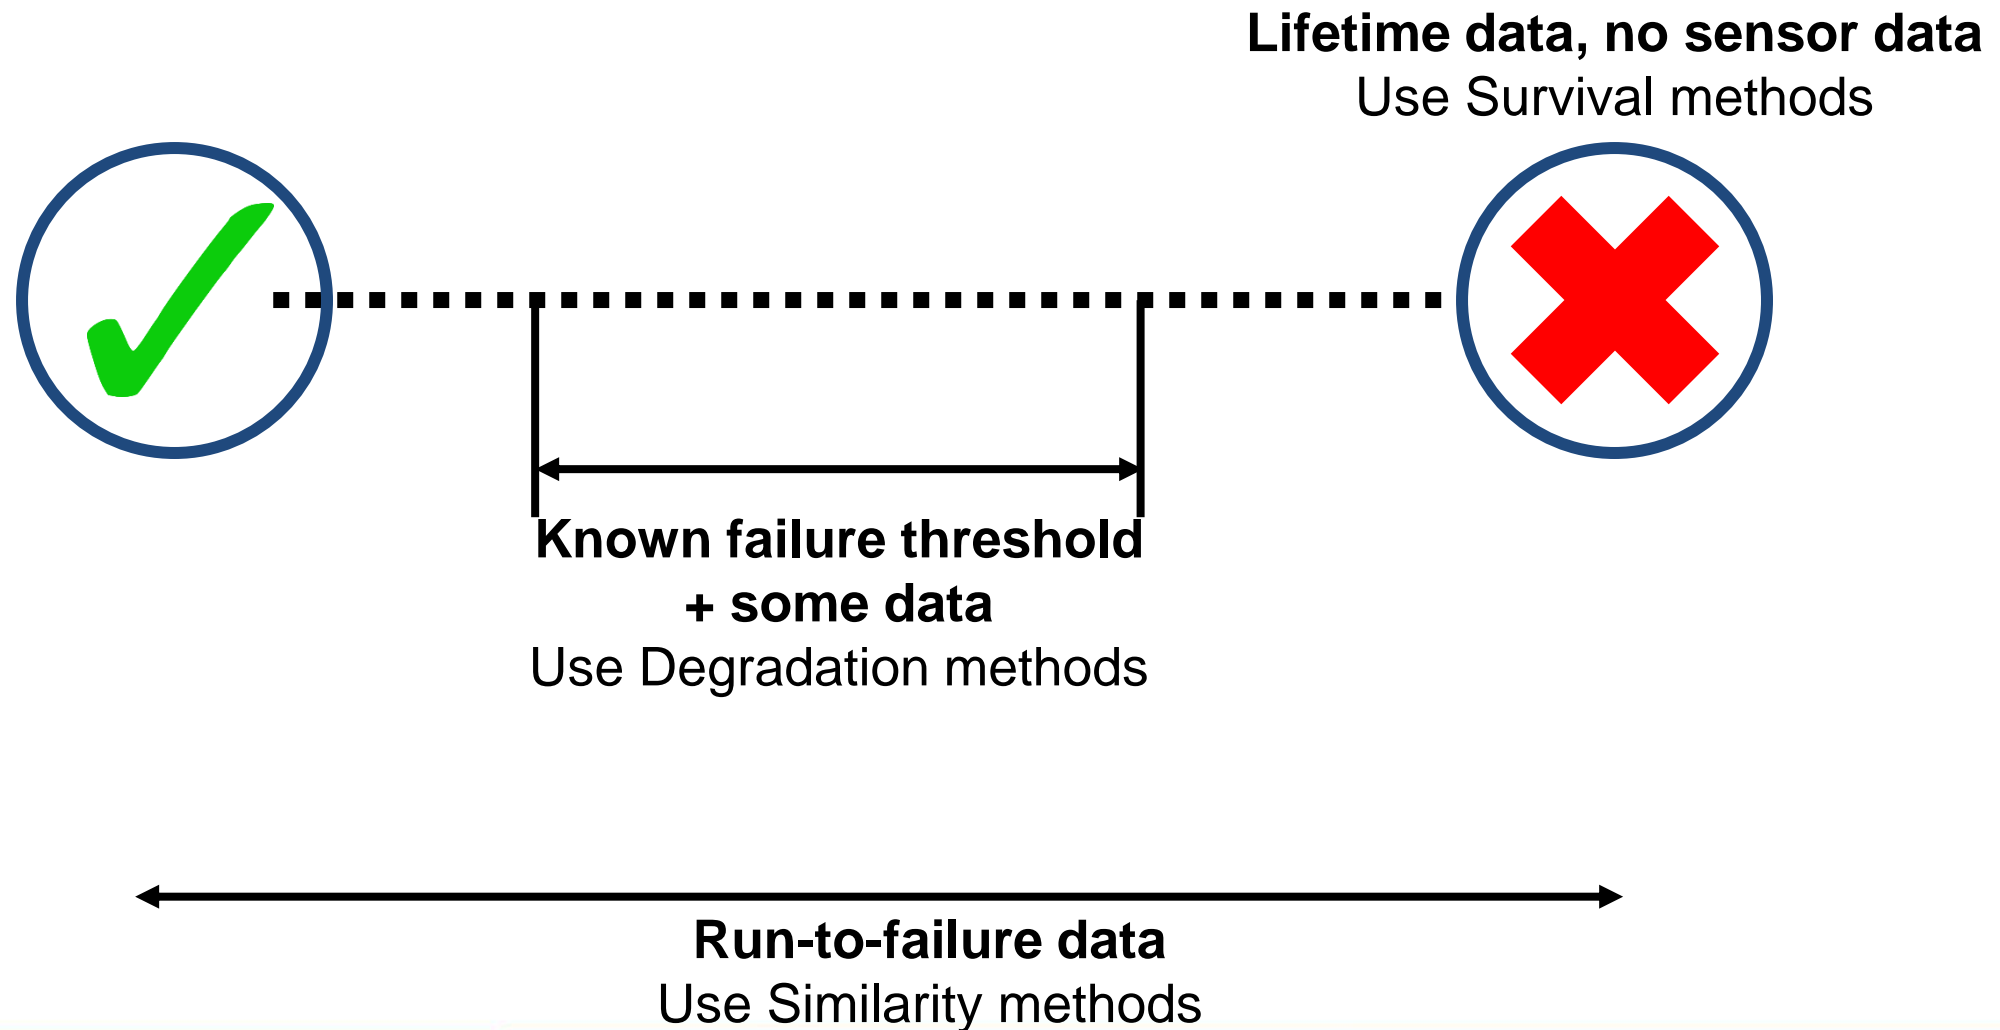 Lifetime data, no sensor data
Use Survival methods
Known failure threshold
+ some data
Use Degradation methods
Run-to-failure data
Use Similarity methods